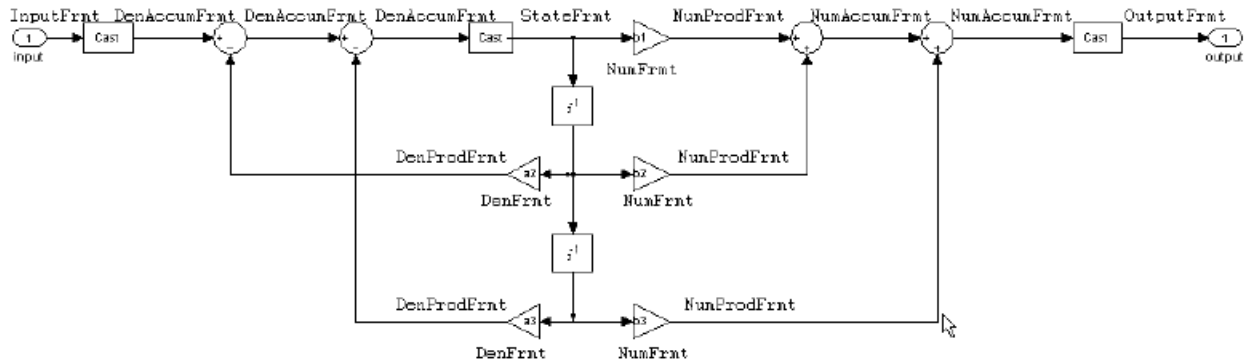 InputFrmt DenAccumFrmt DenAccumFrmt DenAccumFrmt StateFrmt NumProdFrmt NumAccumFrmt NumAccumFrmt OutputFrmt
1 Cast + + Cast b1 + + Cast 1
input − − NumFrmt + + output
z-1
DenProdFrmt NumProdFrmt
a2 b2
DenFrmt NumFrmt
z-1
DenProdFrmt NumProdFrmt
a3 b3
DenFrmt NumFrmt